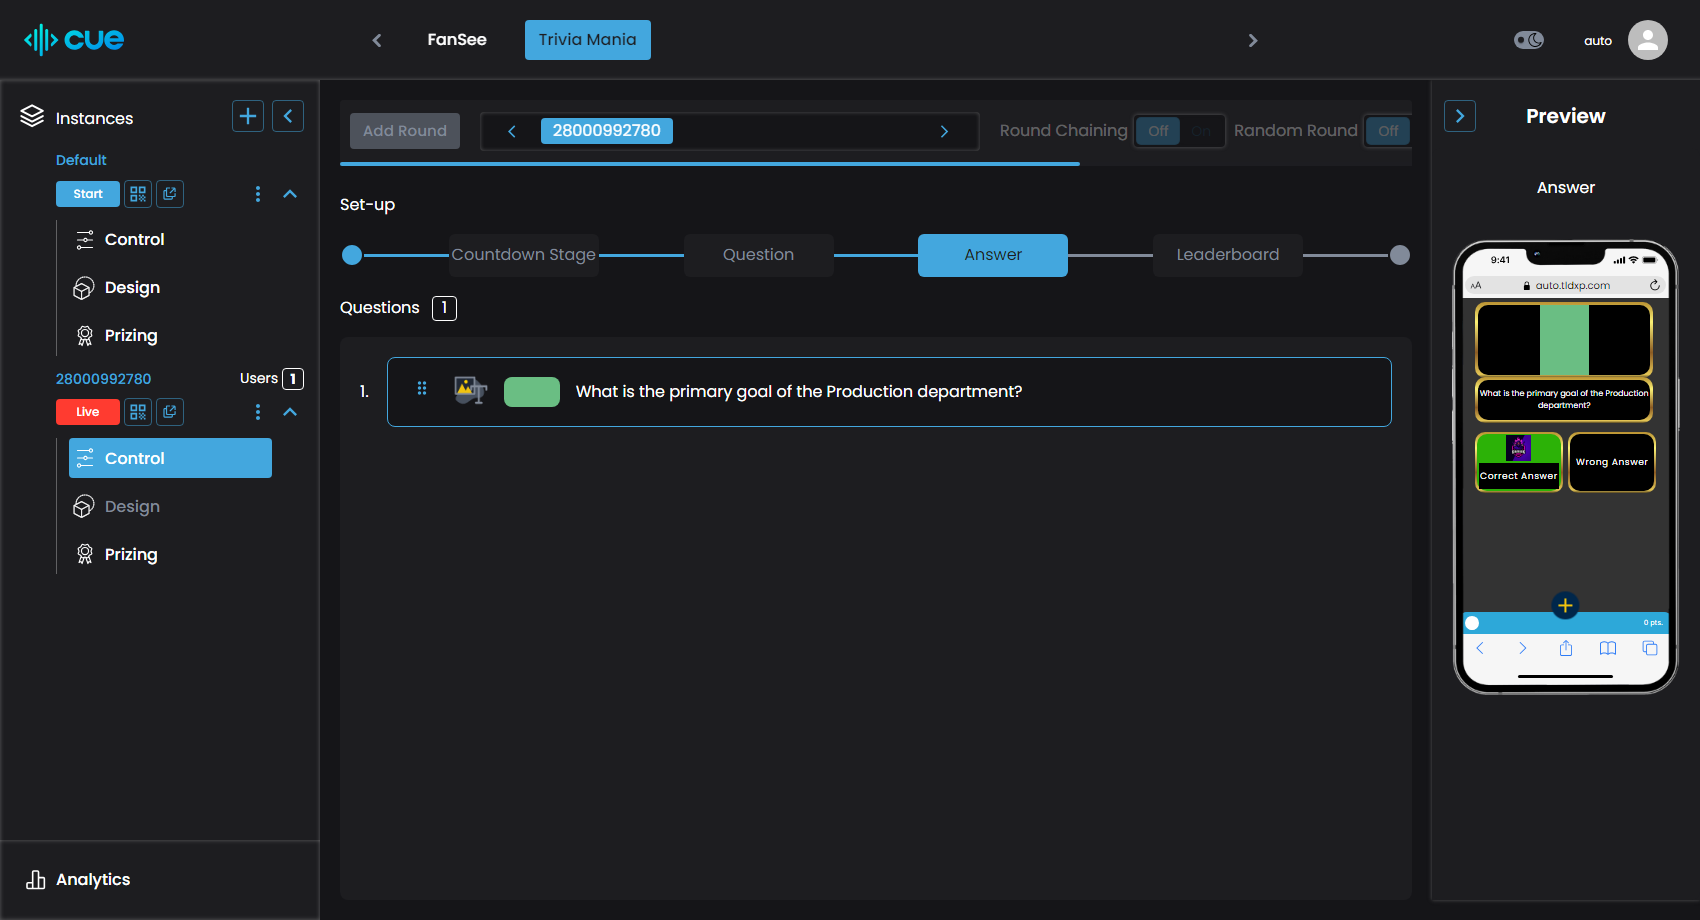 cue
FanSee
Trivia Mania
auto
Instances
Default
Start
Control
Design
Prizing
28000992780
Users 1
Live
Control
Design
Prizing
Analytics
Add Round
28000992780
Round Chaining
Off
On
Random Round
Off
Set-up
Countdown Stage
Question
Answer
Leaderboard
Questions 1
1.
What is the primary goal of the Production department?
Preview
Answer
9:41
AA
auto.tldxp.com
What is the primary goal of the Production
department?
Correct Answer
Wrong Answer
0 pts.